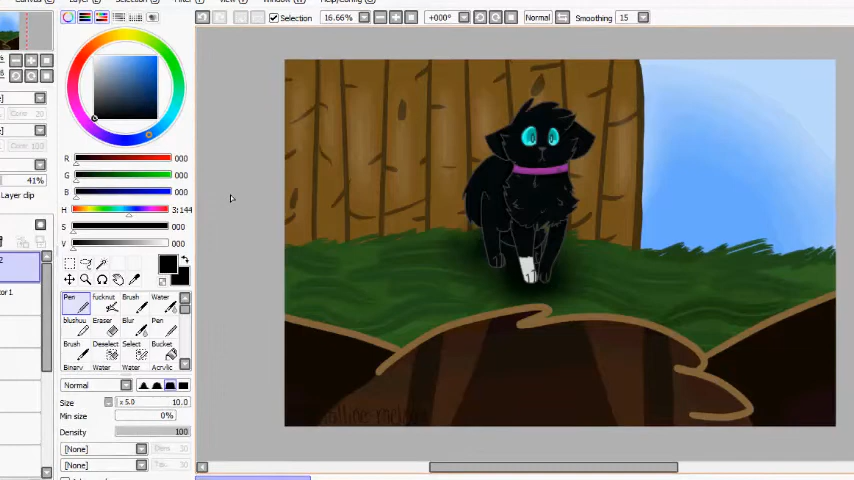 Selection 16.66% +000° Normal Smoothing 15
R 000
G 000
B 000
H 3:144
S 000
V 000
41%
Layer clip
Pen fucknut Brush Water
blushuu Eraser Blur Pen
Brush Deselect Select Bucket
Binary Water Water
Normal
Size x 5.0 10.0
Min size 0%
Density 100
[None]
[None]